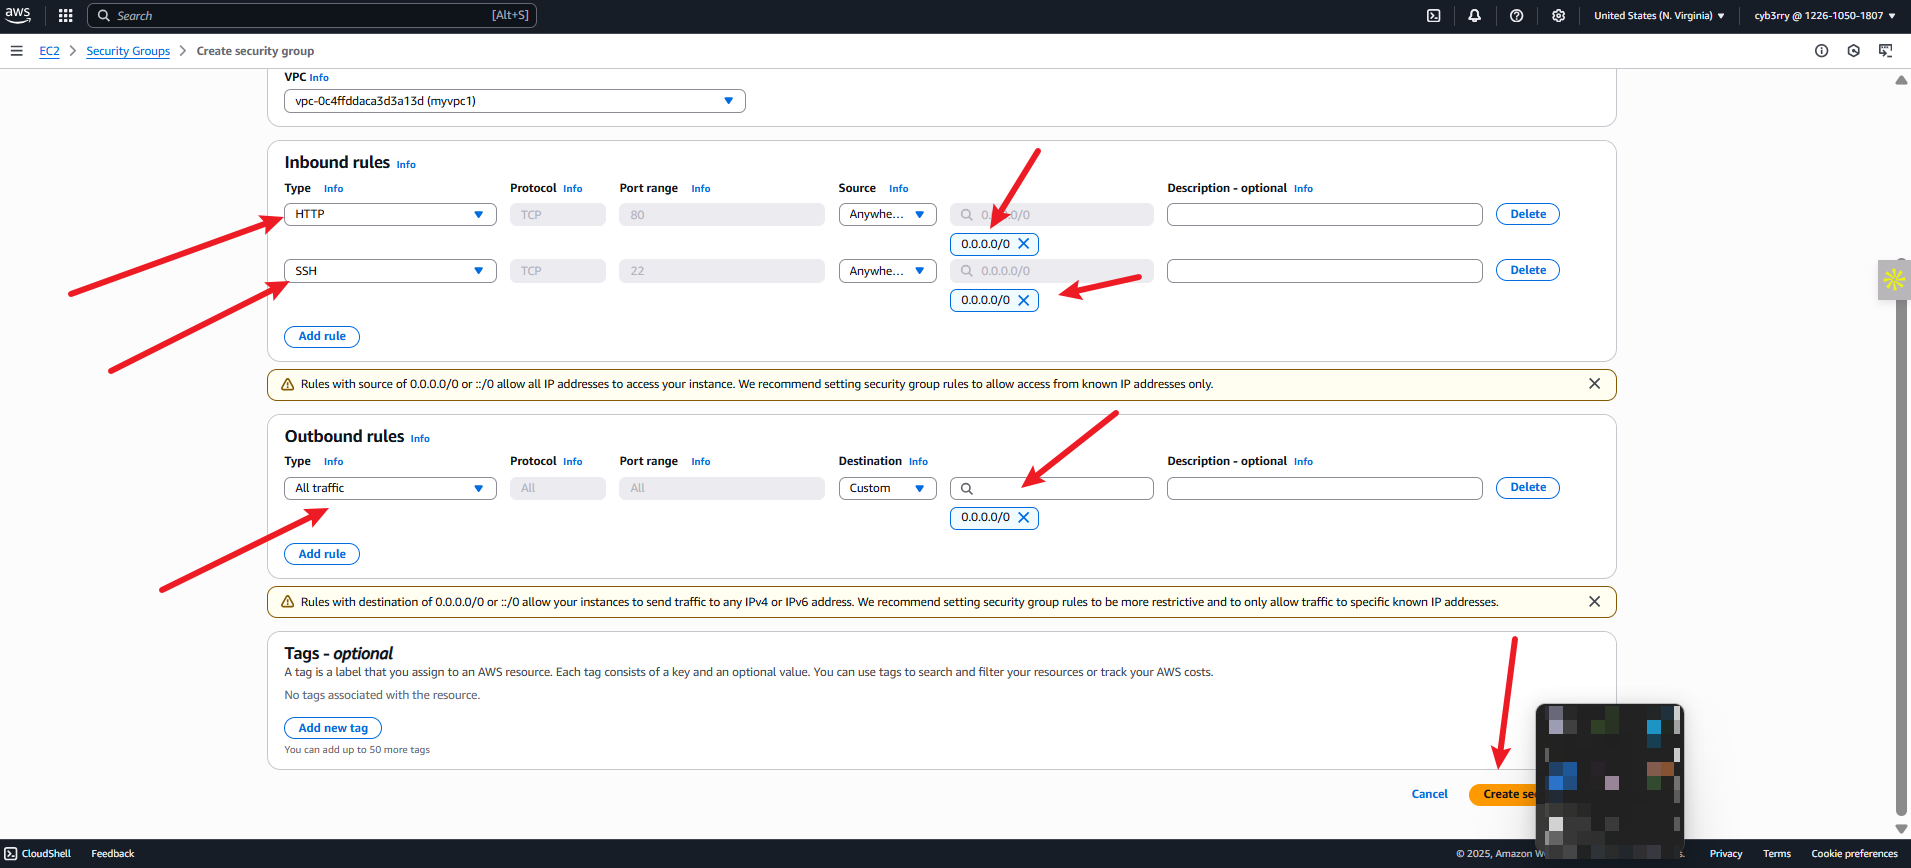 aws Search [Alt+S] United States (N. Virginia) cyb3rry @ 1226-1050-1807
EC2 Security Groups Create security group
VPC Info
vpc-0c4ffddaca3d3a13d (myvpc1)
Inbound rules Info
Type Info Protocol Info Port range Info Source Info Description - optional Info
HTTP TCP 80 Anywhe... Delete
0.0.0.0/0
SSH TCP 22 Anywhe... 0.0.0.0/0 Delete
0.0.0.0/0
Add rule
Rules with source of 0.0.0.0/0 or ::/0 allow all IP addresses to access your instance. We recommend setting security group rules to allow access from known IP addresses only.
Outbound rules Info
Type Info Protocol Info Port range Info Destination Info Description - optional Info
All traffic All All Custom Delete
0.0.0.0/0
Add rule
Rules with destination of 0.0.0.0/0 or ::/0 allow your instances to send traffic to any IPv4 or IPv6 address. We recommend setting security group rules to be more restrictive and to only allow traffic to specific known IP addresses.
Tags - optional
A tag is a label that you assign to an AWS resource. Each tag consists of a key and an optional value. You can use tags to search and filter your resources or track your AWS costs.
No tags associated with the resource.
Add new tag
You can add up to 50 more tags
Cancel Create
CloudShell Feedback © 2025, Amazon Privacy Terms Cookie preferences